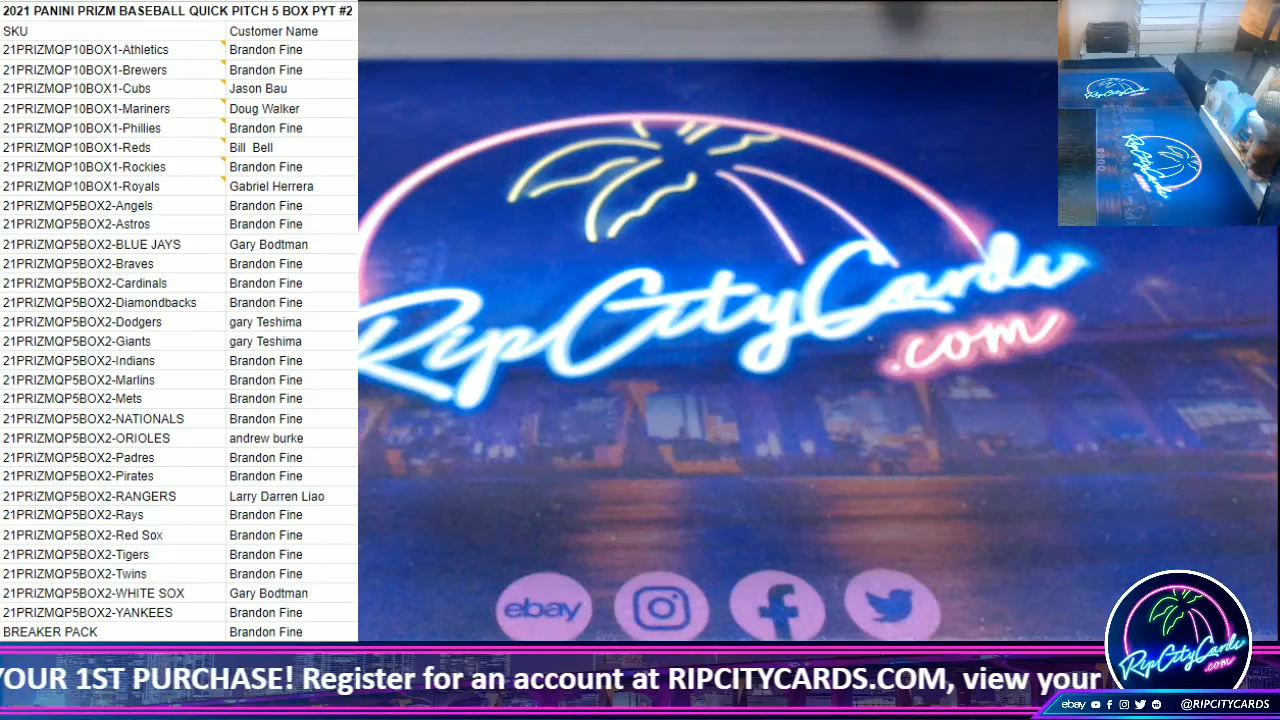 2021 PANINI PRIZM BASEBALL QUICK PITCH 5 BOX PYT #2
SKU Customer Name
21PRIZMQP10BOX1-Athletics Brandon Fine
21PRIZMQP10BOX1-Brewers Brandon Fine
21PRIZMQP10BOX1-Cubs Jason Bau
21PRIZMQP10BOX1-Mariners Doug Walker
21PRIZMQP10BOX1-Phillies Brandon Fine
21PRIZMQP10BOX1-Reds Bill Bell
21PRIZMQP10BOX1-Rockies Brandon Fine
21PRIZMQP10BOX1-Royals Gabriel Herrera
21PRIZMQP5BOX2-Angels Brandon Fine
21PRIZMQP5BOX2-Astros Brandon Fine
21PRIZMQP5BOX2-BLUE JAYS Gary Bodtman
21PRIZMQP5BOX2-Braves Brandon Fine
21PRIZMQP5BOX2-Cardinals Brandon Fine
21PRIZMQP5BOX2-Diamondbacks Brandon Fine
21PRIZMQP5BOX2-Dodgers gary Teshima
21PRIZMQP5BOX2-Giants gary Teshima
21PRIZMQP5BOX2-Indians Brandon Fine
21PRIZMQP5BOX2-Marlins Brandon Fine
21PRIZMQP5BOX2-Mets Brandon Fine
21PRIZMQP5BOX2-NATIONALS Brandon Fine
21PRIZMQP5BOX2-ORIOLES andrew burke
21PRIZMQP5BOX2-Padres Brandon Fine
21PRIZMQP5BOX2-Pirates Brandon Fine
21PRIZMQP5BOX2-RANGERS Larry Darren Liao
21PRIZMQP5BOX2-Rays Brandon Fine
21PRIZMQP5BOX2-Red Sox Brandon Fine
21PRIZMQP5BOX2-Tigers Brandon Fine
21PRIZMQP5BOX2-Twins Brandon Fine
21PRIZMQP5BOX2-WHITE SOX Gary Bodtman
21PRIZMQP5BOX2-YANKEES Brandon Fine
BREAKER PACK Brandon Fine
RipCityCards
.com
ebay
RipCityCards
RipCityCards
YOUR 1ST PURCHASE! Register for an account at RIPCITYCARDS.COM, view your
RipCityCards
.com
ebay @RIPCITYCARDS